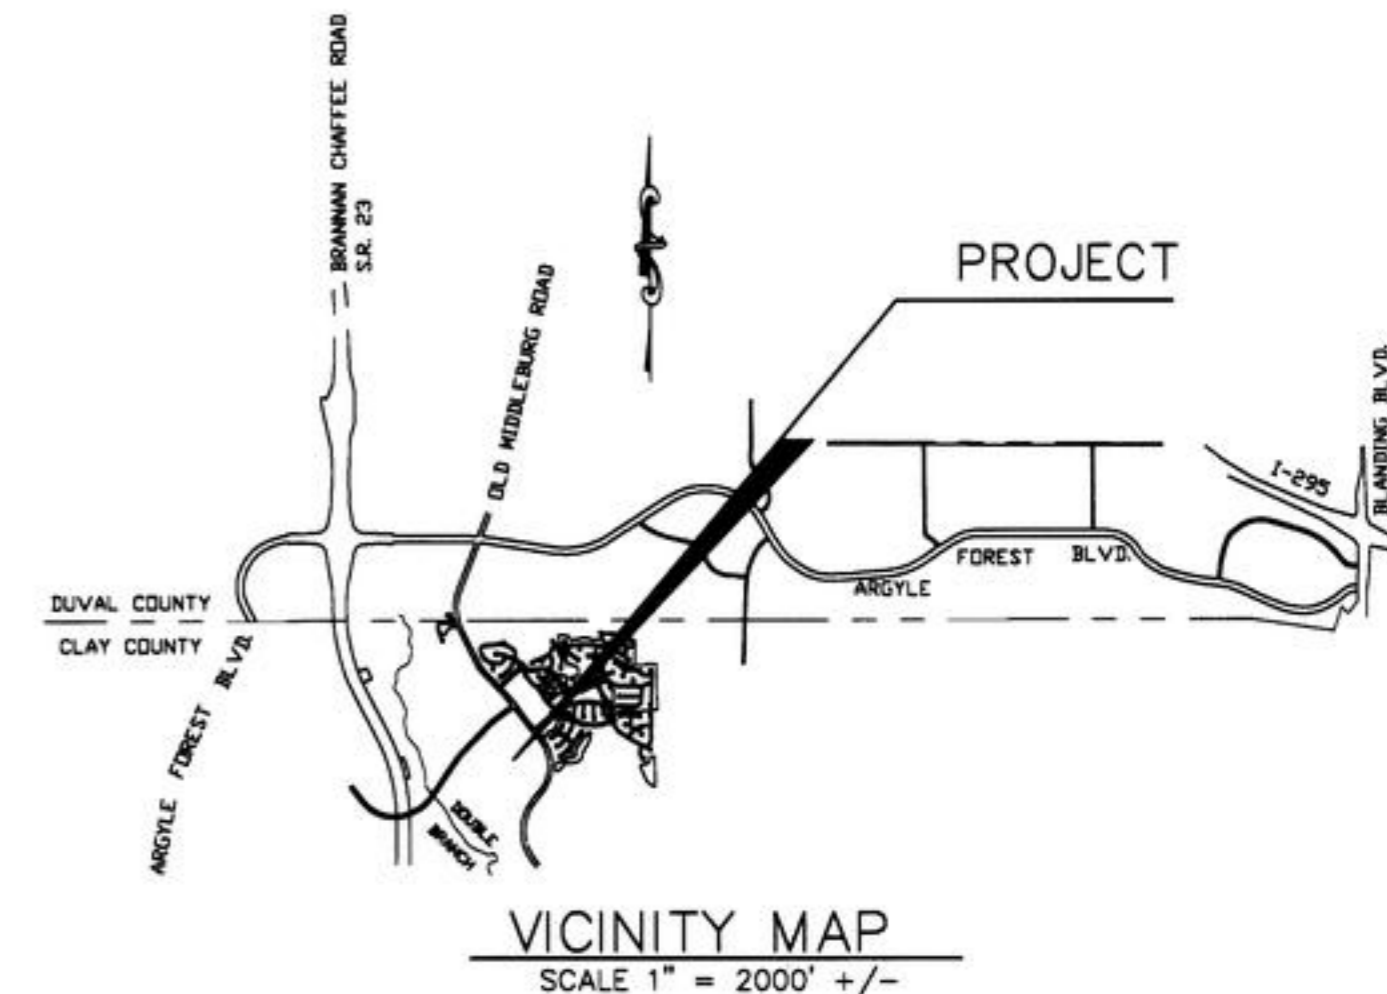 BRANNAN CHAFFEE ROAD
S.R. 23
OLD MIDDLEBURG ROAD
PROJECT
BLANDING BLVD.
I-295
ARGYLE FOREST BLVD.
DUVAL COUNTY
CLAY COUNTY
ARGYLE FOREST BLVD.
DOUBLE
BRANCH
VICINITY MAP
SCALE 1" = 2000' +/-